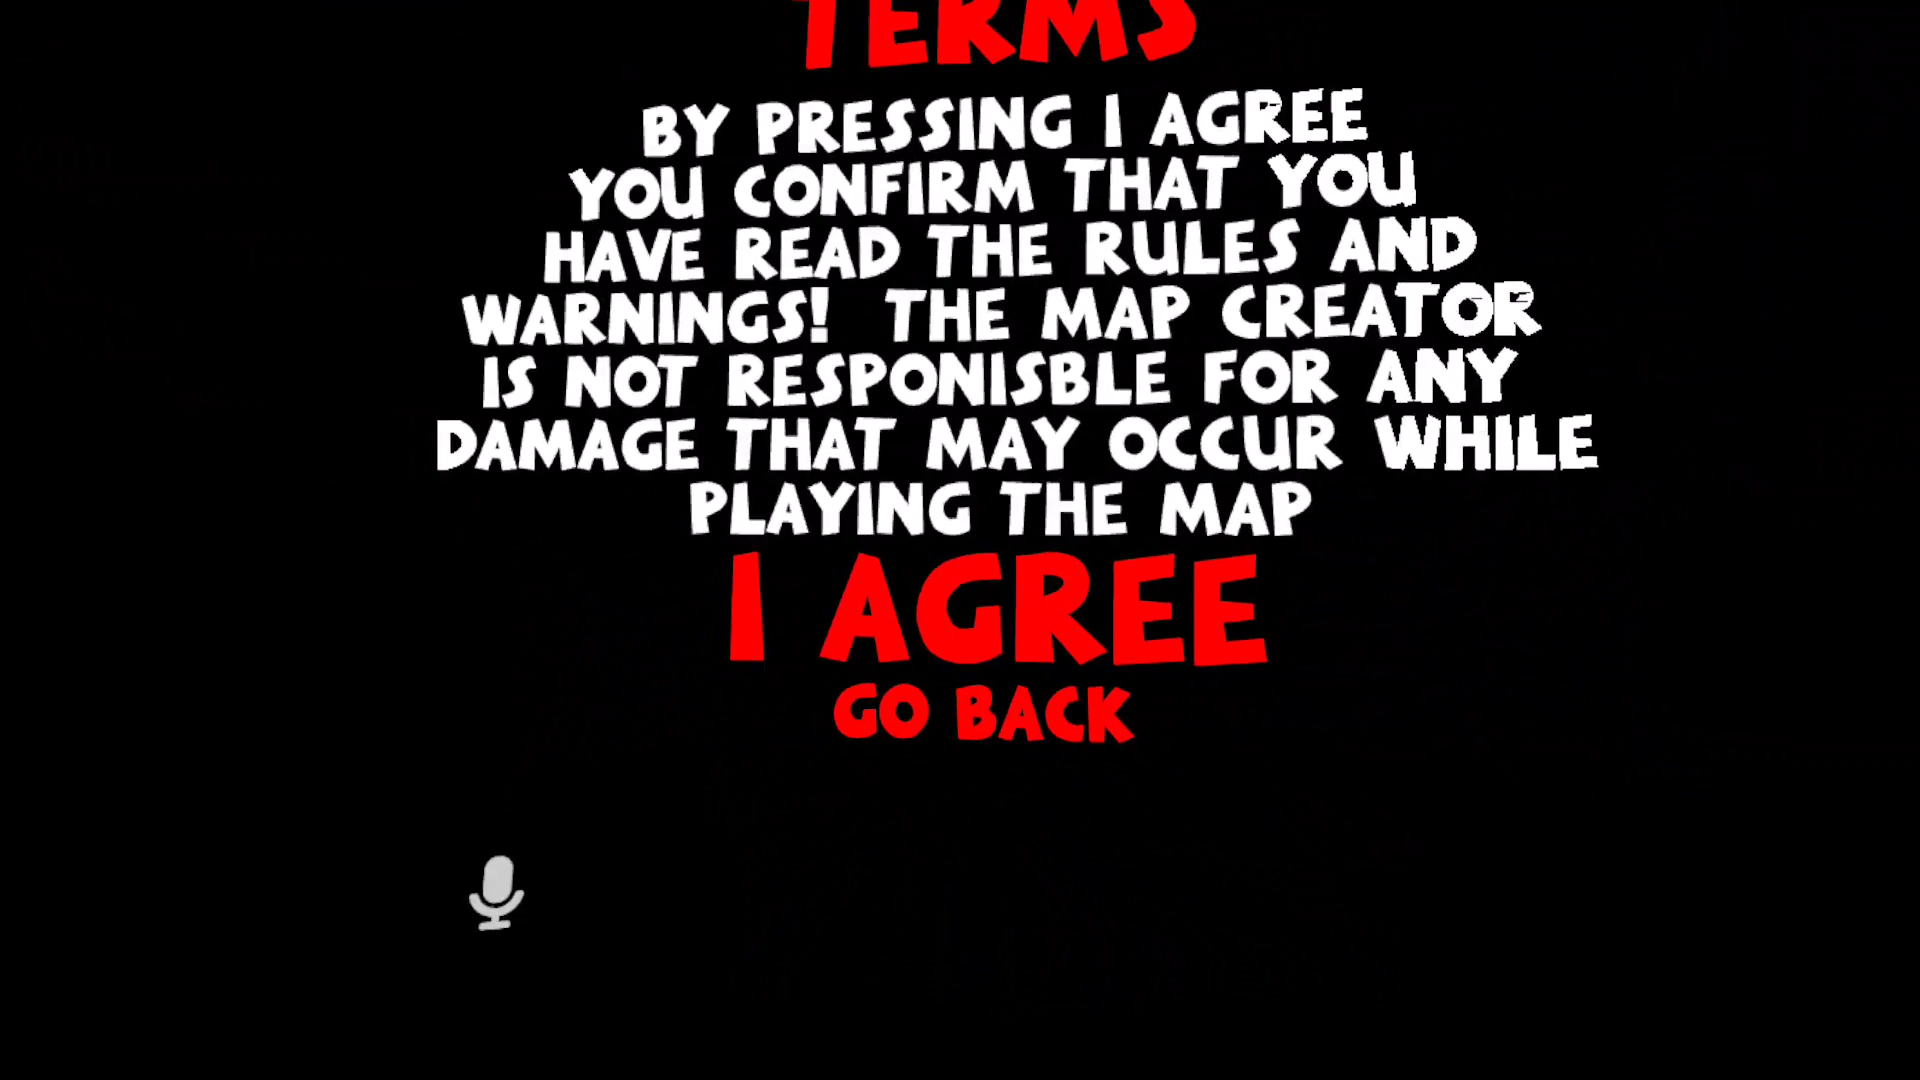 TERMS
BY PRESSING I AGREE
YOU CONFIRM THAT YOU
HAVE READ THE RULES AND
WARNINGS! THE MAP CREATOR
IS NOT RESPONISBLE FOR ANY
DAMAGE THAT MAY OCCUR WHILE
PLAYING THE MAP
I AGREE
GO BACK